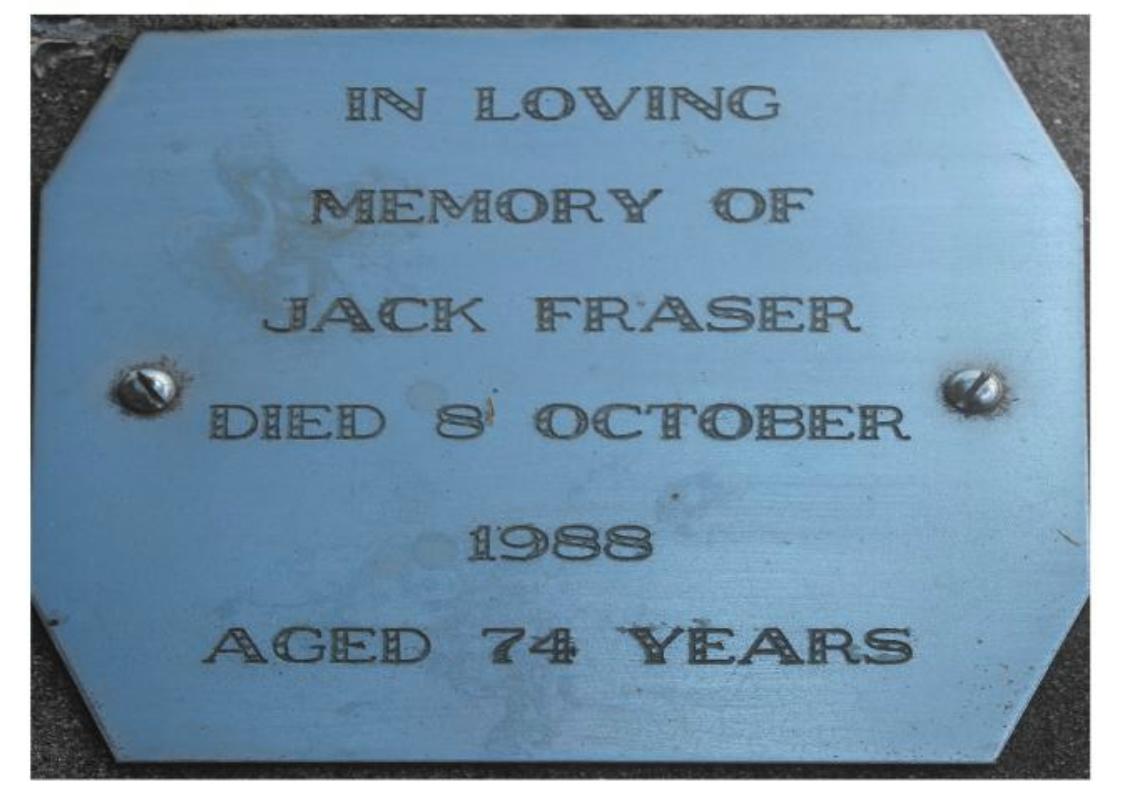 IN LOVING
MEMORY OF
JACK FRASER
DIED 8 OCTOBER
1988
AGED 74 YEARS